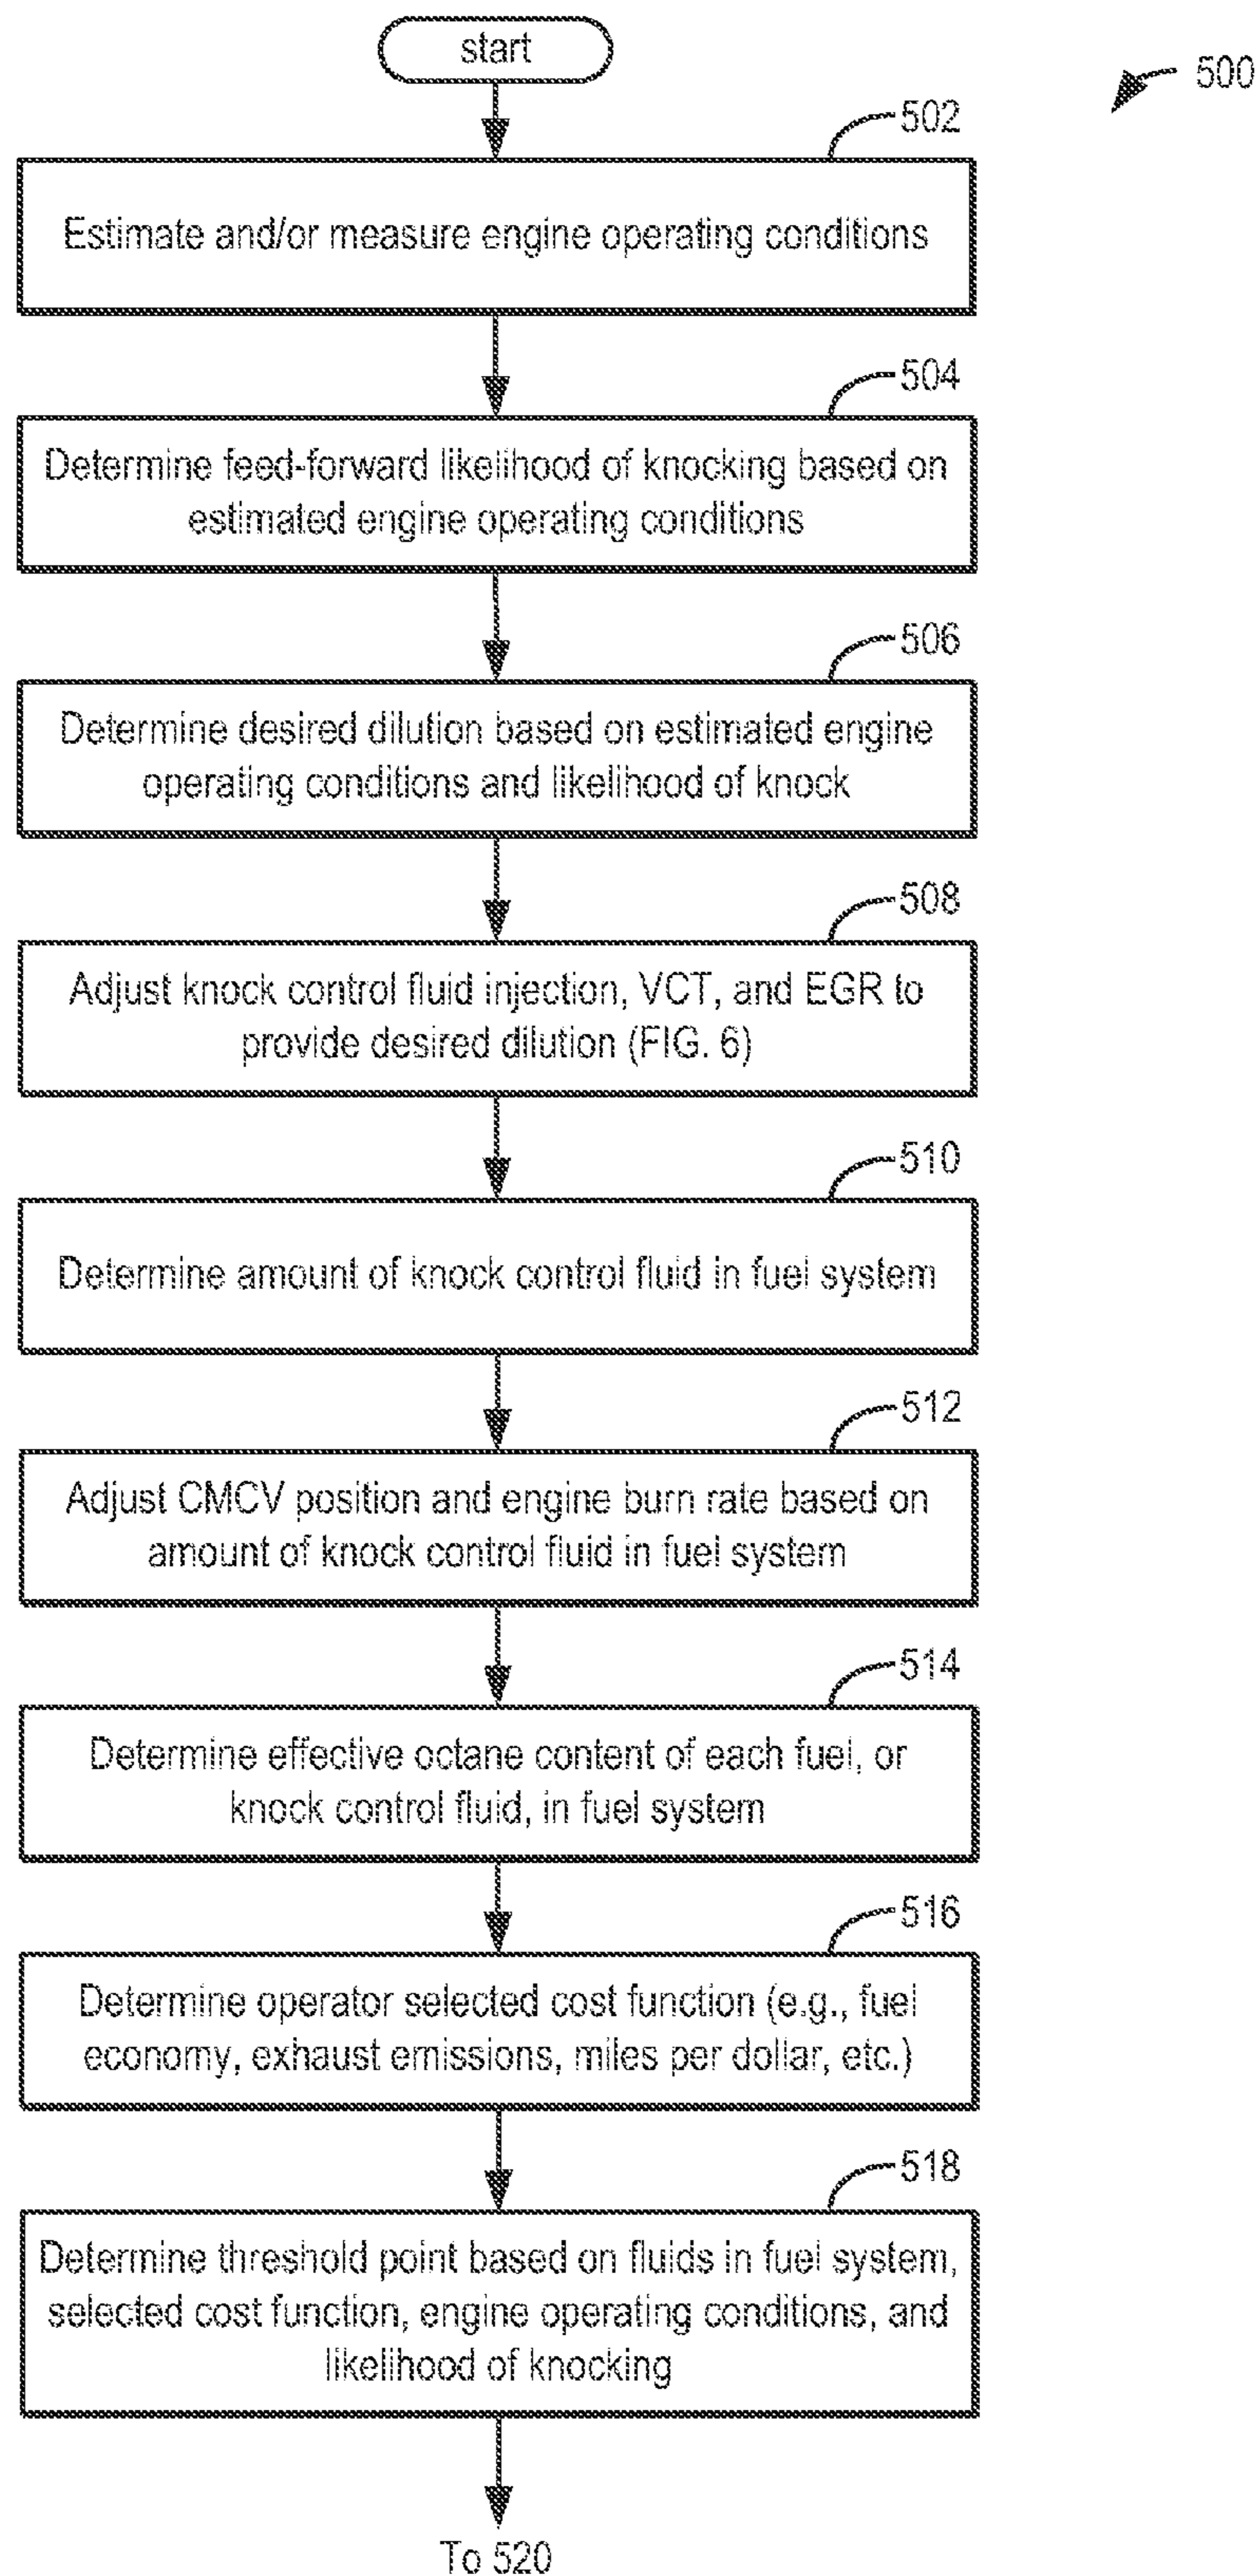 start
500
502
Estimate and/or measure engine operating conditions
504
Determine feed-forward likelihood of knocking based on
estimated engine operating conditions
506
Determine desired dilution based on estimated engine
operating conditions and likelihood of knock
508
Adjust knock control fluid injection, VCT, and EGR to
provide desired dilution (FIG. 6)
510
Determine amount of knock control fluid in fuel system
512
Adjust CMCV position and engine burn rate based on
amount of knock control fluid in fuel system
514
Determine effective octane content of each fuel, or
knock control fluid, in fuel system
516
Determine operator selected cost function (e.g., fuel
economy, exhaust emissions, miles per dollar, etc.)
518
Determine threshold point based on fluids in fuel system,
selected cost function, engine operating conditions, and
likelihood of knocking
To 520